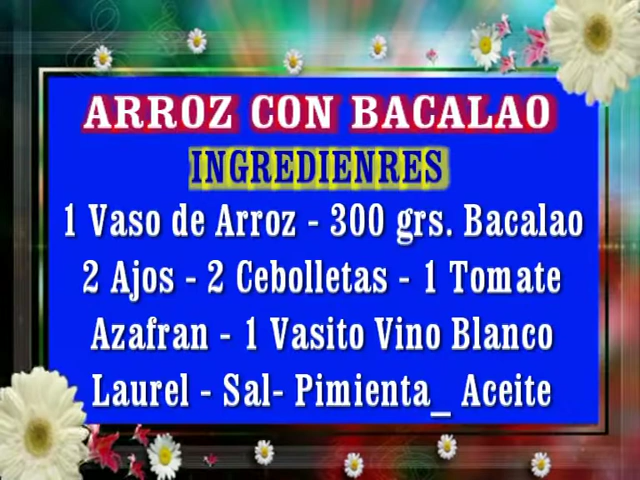 ARROZ CON BACALAO
INGREDIENRES
1 Vaso de Arroz - 300 grs. Bacalao
2 Ajos - 2 Cebolletas - 1 Tomate
Azafran - 1 Vasito Vino Blanco
Laurel - Sal- Pimienta_ Aceite